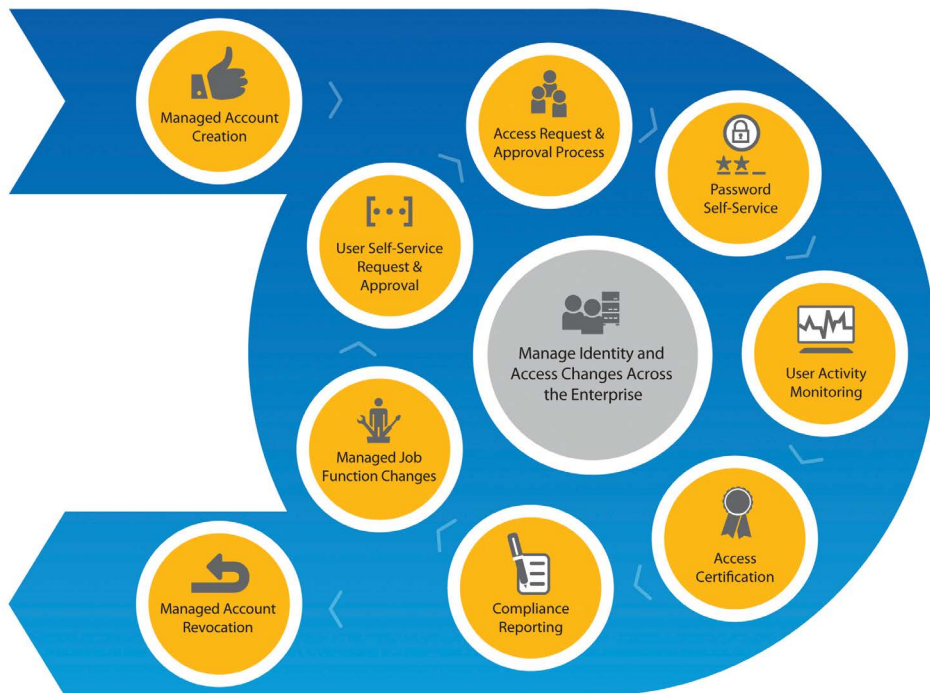 Managed Account
Creation
Access Request &
Approval Process
Password
Self-Service
User Self-Service
Request &
Approval
Manage Identity and
Access Changes Across
the Enterprise
User Activity
Monitoring
Managed Job
Function Changes
Access
Certification
Compliance
Reporting
Managed Account
Revocation